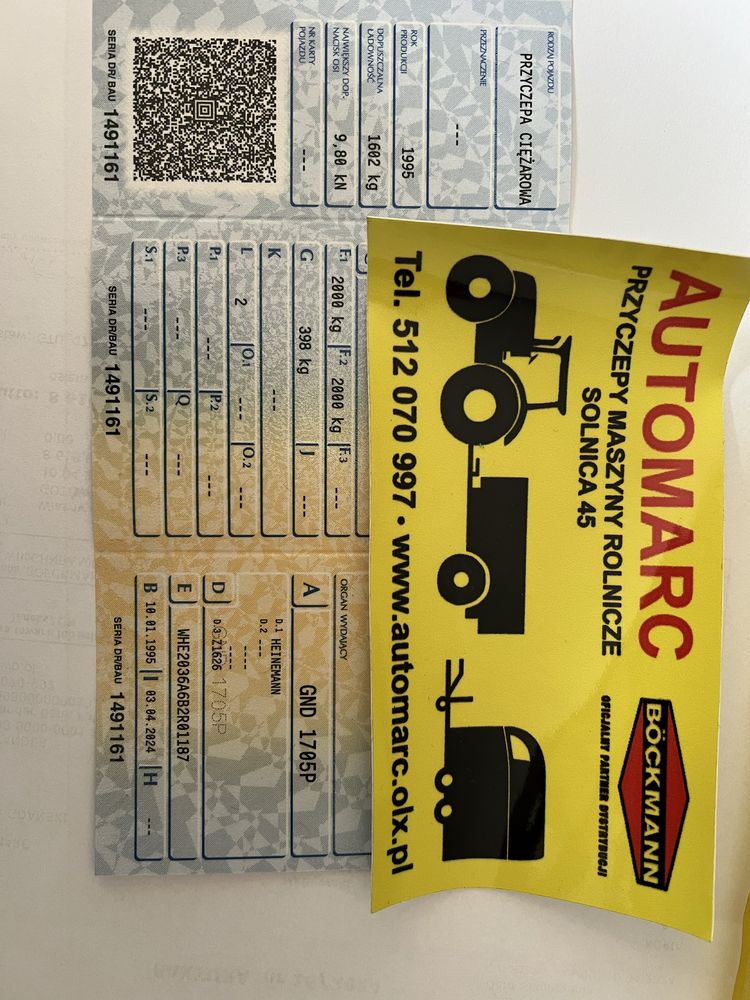 RODZAJ POJAZDU
PRZYCZEPA CIĘŻAROWA
PRZEZNACZENIE
---
ROK PRODUKCJI
1995
DOPUSZCZALNA ŁADOWNOŚĆ
1602 kg
NAJWIĘKSZY DOP. NACISK OSI
9,80 kN
NR KARTY POJAZDU
---
SERIA DR/BAU 1491161
F.1 2000 kg F.2 2000 kg F.3 ---
G 398 kg J ---
K ---
L 2 O.1 --- O.2 ---
P.1 --- P.2 ---
P.3 --- Q ---
S.1 --- S.2 ---
SERIA DR/BAU 1491161
ORGAN WYDAJĄCY
A GND 1705P
D.1 HEINEMANN
D.2 ---
----
----
D D.3 Z1626
GND 1705P
E WHE2036A6B2R01187
B 10.01.1995 I 03.04.2024 H ---
SERIA DR/BAU 1491161
AUTOMARC
PRZYCZEPY MASZYNY ROLNICZE
SOLNICA 45
BÖCKMANN
OFICJALNY PARTNER DYSTRYBUCJI
Tel. 512 070 997 • www.automarc.olx.pl